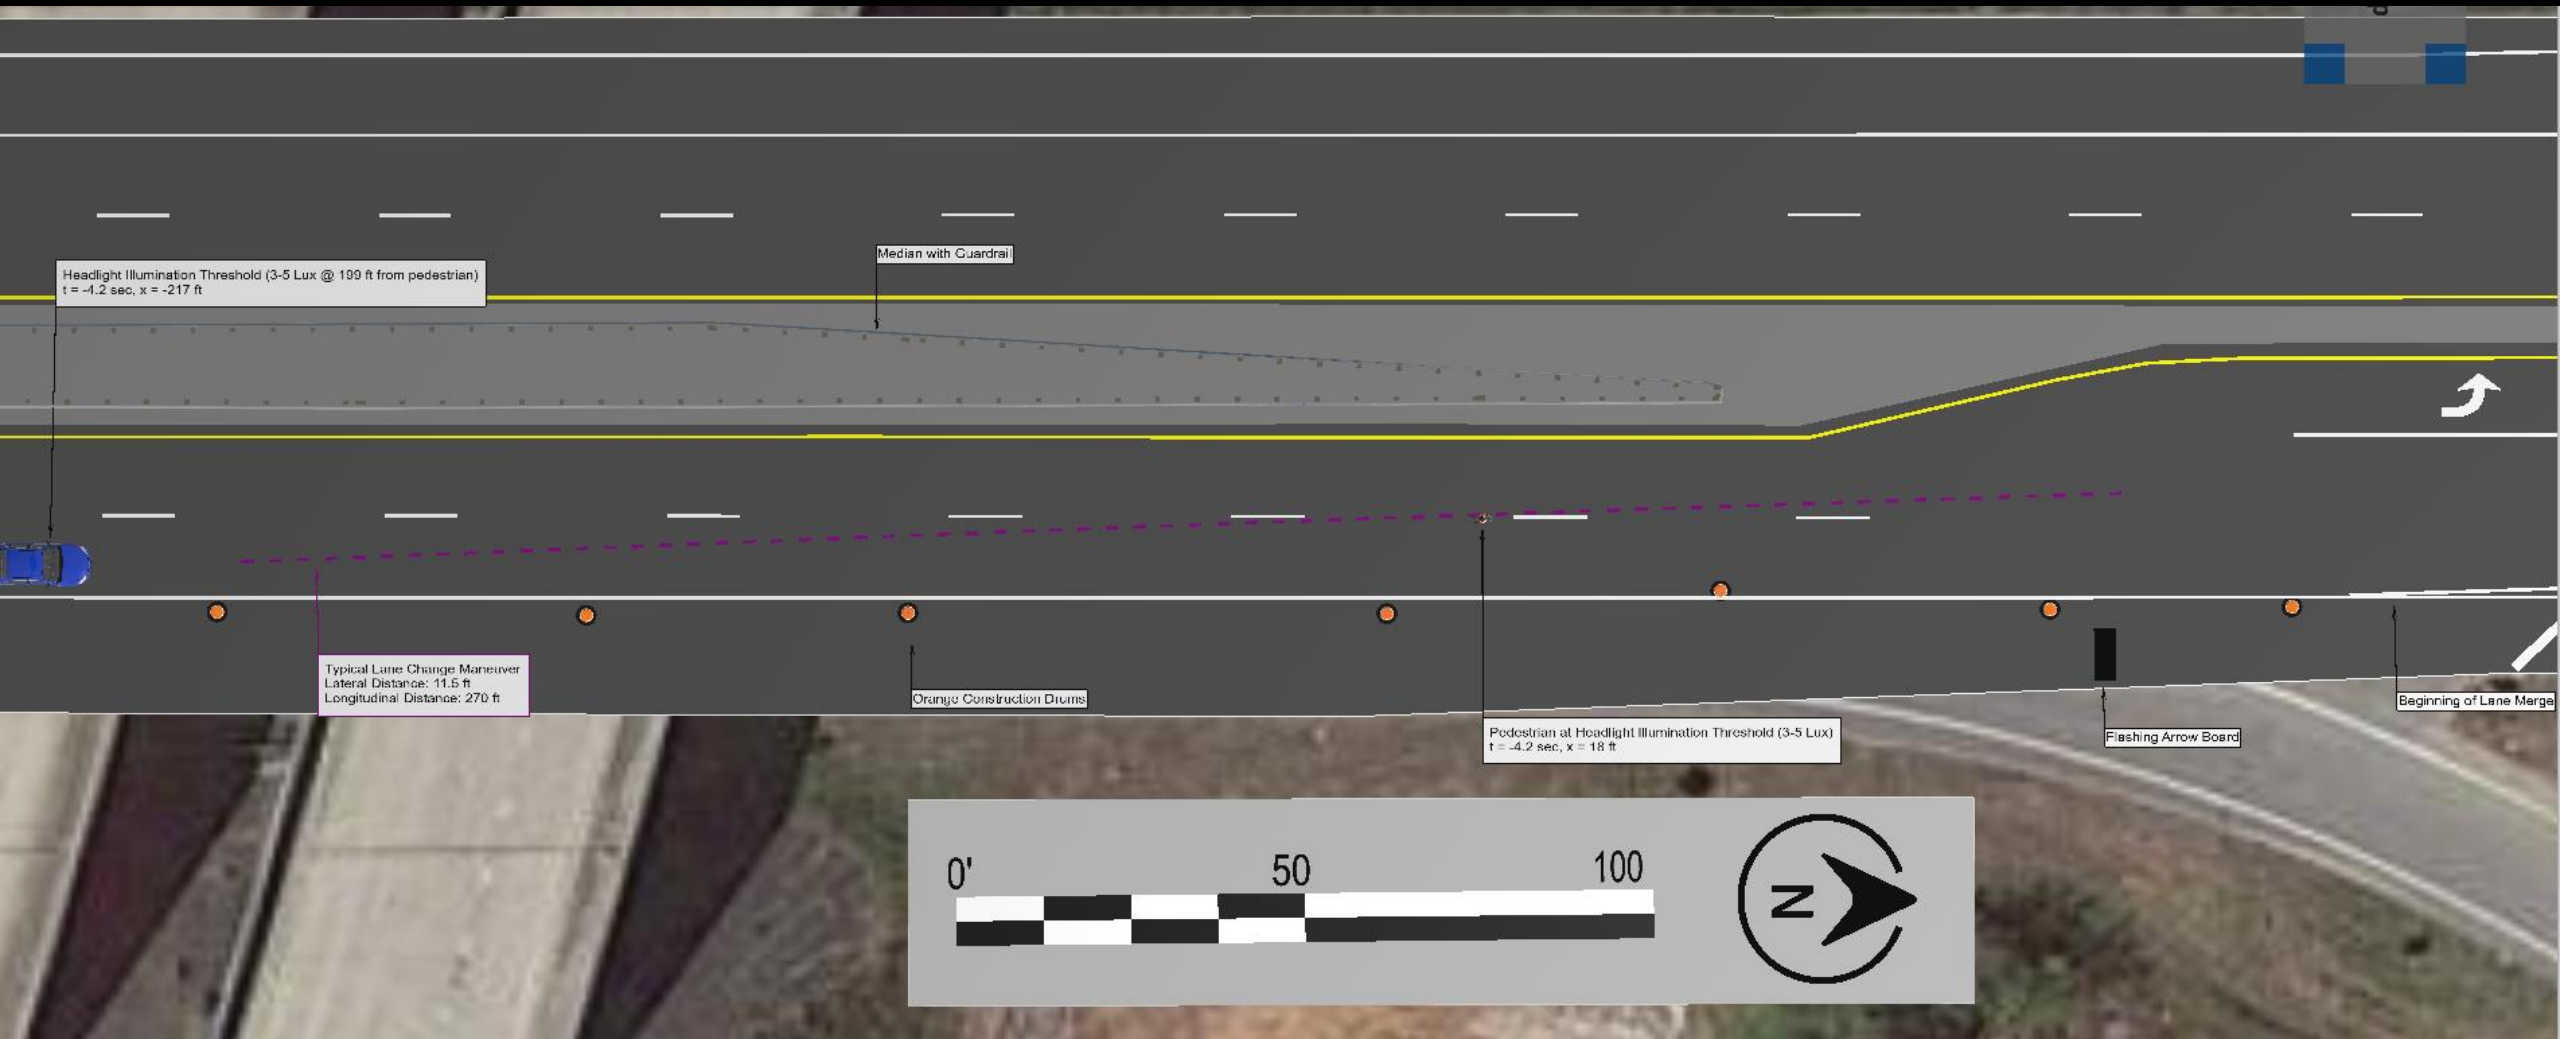 Median with Guardrail
Headlight Illumination Threshold (3-5 Lux @ 199 ft from pedestrian)
t = -4.2 sec, x = -217 ft
Typical Lane Change Maneuver
Lateral Distance: 11.5 ft
Longitudinal Distance: 270 ft
Orange Construction Drums
Pedestrian at Headlight Illumination Threshold (3-5 Lux)
t = -4.2 sec, x = 18 ft
Beginning of Lane Merge
Flashing Arrow Board
0' 50 100
N